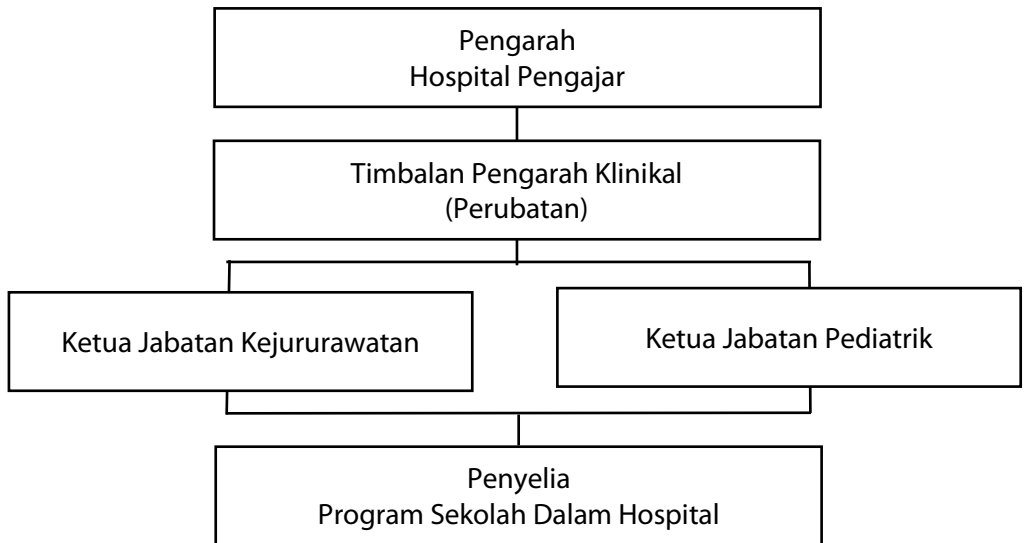 Pengarah
Hospital Pengajar
Timbalan Pengarah Klinikal
(Perubatan)
Ketua Jabatan Kejururawatan
Ketua Jabatan Pediatrik
Penyelia
Program Sekolah Dalam Hospital